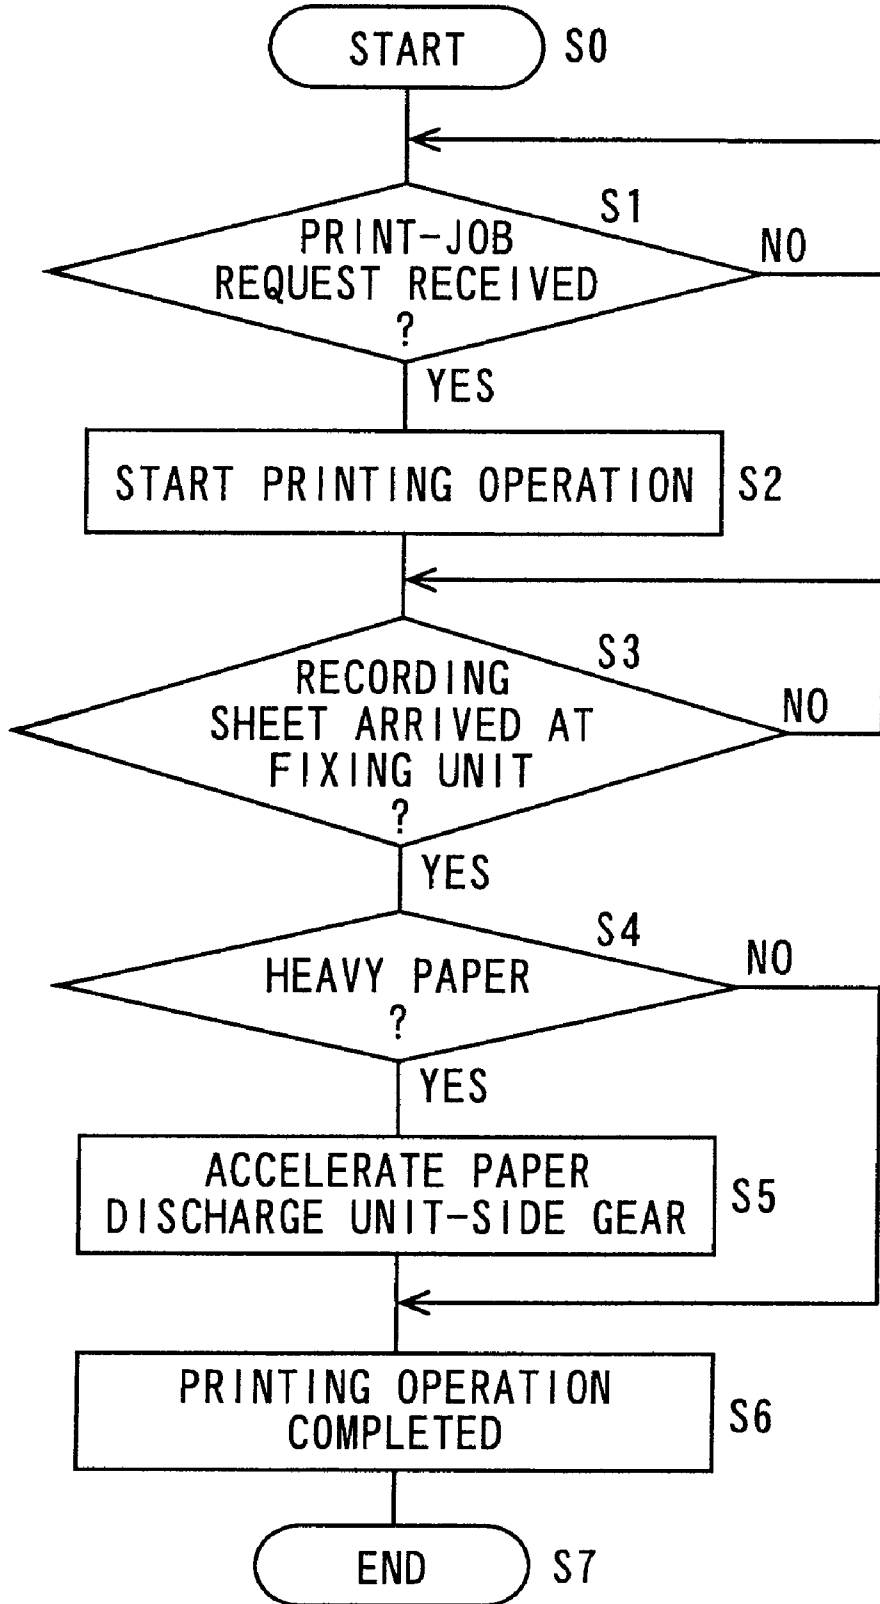 START S0
S1
PRINT-JOB
REQUEST RECEIVED
?
NO
YES
START PRINTING OPERATION S2
S3
RECORDING
SHEET ARRIVED AT
FIXING UNIT
?
NO
YES
S4
HEAVY PAPER
?
NO
YES
ACCELERATE PAPER
DISCHARGE UNIT-SIDE GEAR
S5
PRINTING OPERATION
COMPLETED
S6
END S7